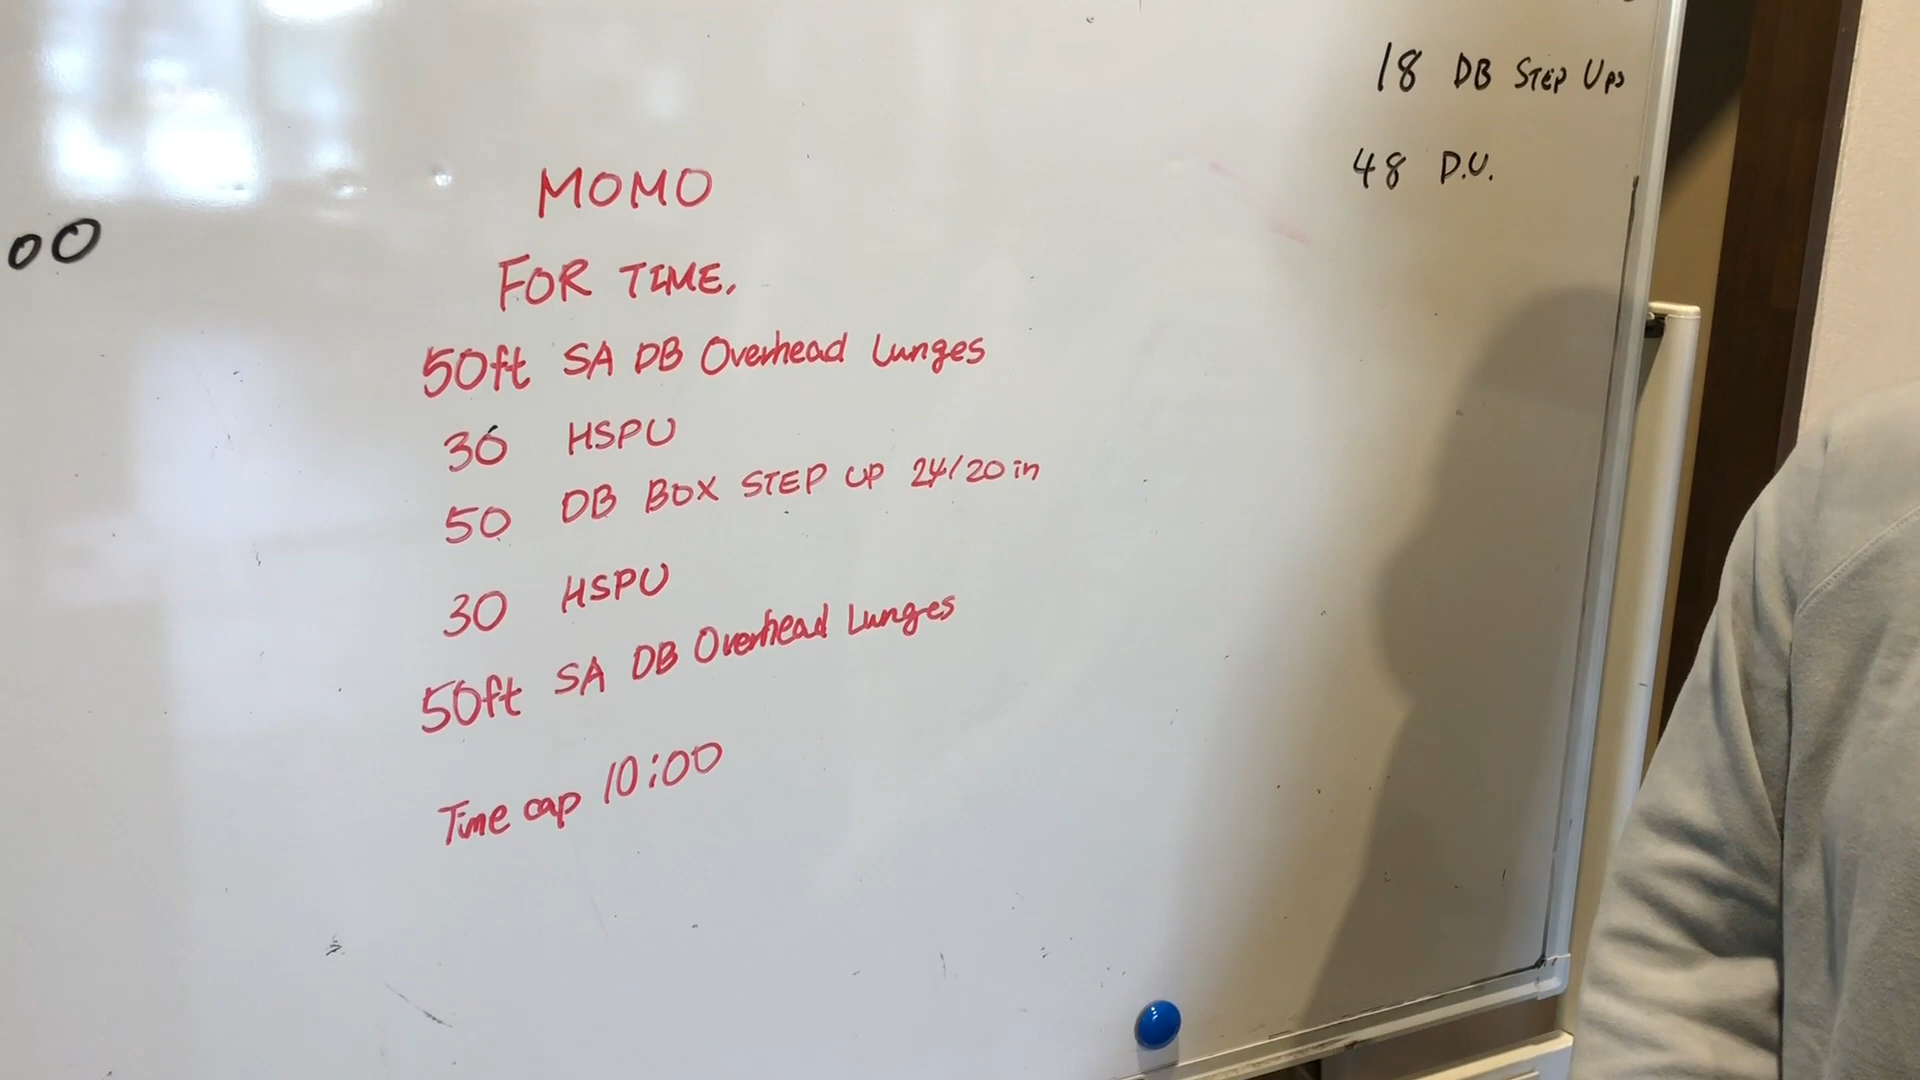 MOMO
FOR TIME.
50ft SA DB Overhead Lunges
30 HSPU
50 DB BOX STEP UP 24/20 in
30 HSPU
50ft SA DB Overhead Lunges
Time cap 10:00
00
18 DB STEP UPS
48 D.U.